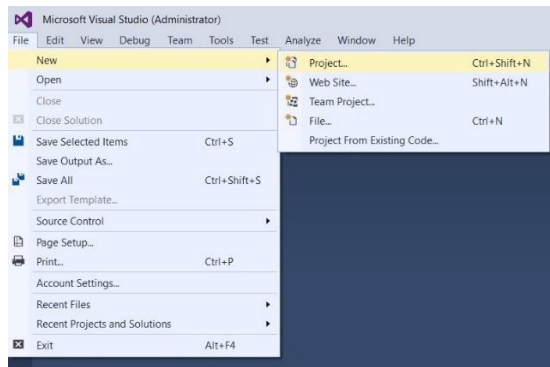 Microsoft Visual Studio (Administrator)
File Edit View Debug Team Tools Test Analyze Window Help
New
Open
Close
Close Solution
Save Selected Items Ctrl+S
Save Output As...
Save All Ctrl+Shift+S
Export Template...
Source Control
Page Setup...
Print... Ctrl+P
Account Settings...
Recent Files
Recent Projects and Solutions
Exit Alt+F4
Project... Ctrl+Shift+N
Web Site... Shift+Alt+N
Team Project...
File... Ctrl+N
Project From Existing Code...